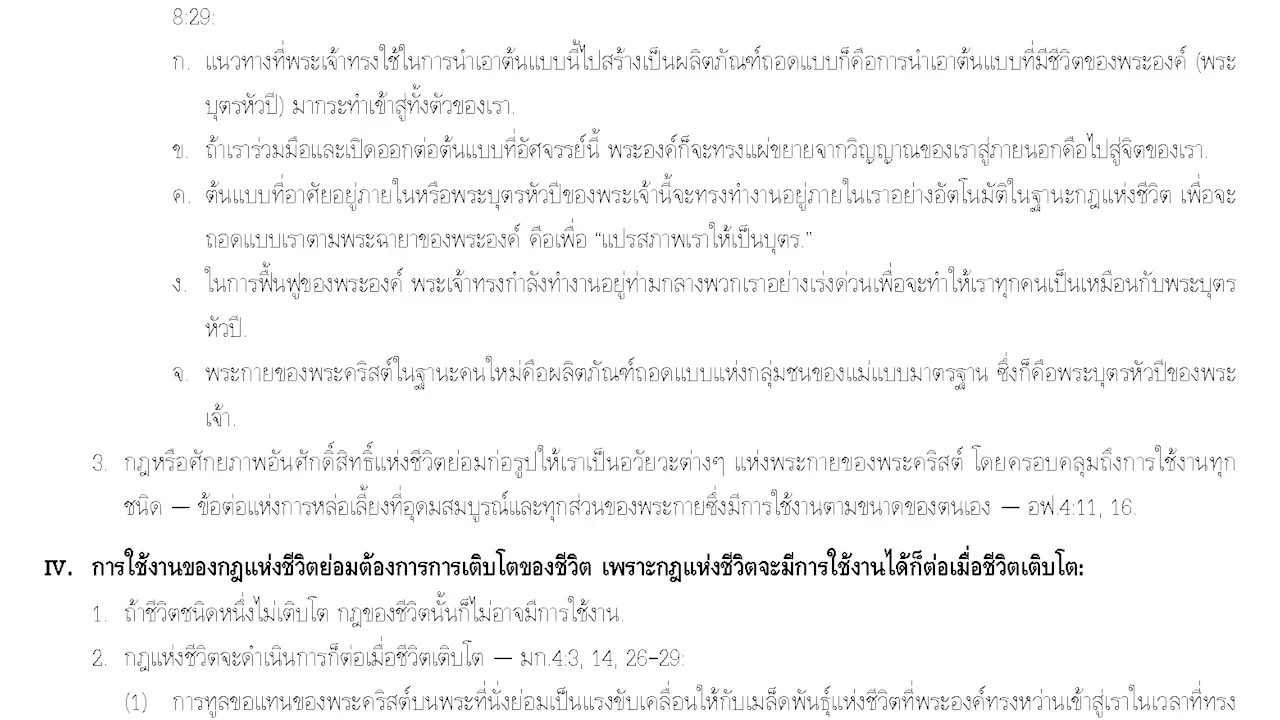 8:29:
ก. แนวทางที่พระเจ้าทรงใช้ในการนำเอาต้นแบบนี้ไปสร้างเป็นผลิตภัณฑ์ถอดแบบก็คือการนำเอาต้นแบบที่มีชีวิตของพระองค์ (พระ
บุตรหัวปี) มากระทำเข้าสู่ทั้งตัวของเรา.
ข. ถ้าเราร่วมมือและเปิดออกต่อต้นแบบที่อัศจรรย์นี้ พระองค์ก็จะทรงแผ่ขยายจากวิญญาณของเราสู่ภายนอกคือไปสู่จิตของเรา.
ค. ต้นแบบที่อาศัยอยู่ภายในหรือพระบุตรหัวปีของพระเจ้านี้จะทรงทำงานอยู่ภายในเราอย่างอัตโนมัติในฐานะกฎแห่งชีวิต เพื่อจะ
ถอดแบบเราตามพระฉายาของพระองค์ คือเพื่อ “แปรสภาพเราให้เป็นบุตร.”
ง. ในการฟื้นฟูของพระองค์ พระเจ้าทรงกำลังทำงานอยู่ท่ามกลางพวกเราอย่างเร่งด่วนเพื่อจะทำให้เราทุกคนเป็นเหมือนกับพระบุตร
หัวปี.
จ. พระกายของพระคริสต์ในฐานะคนใหม่คือผลิตภัณฑ์ถอดแบบแห่งกลุ่มชนของแม่แบบมาตรฐาน ซึ่งก็คือพระบุตรหัวปีของพระ
เจ้า.
3. กฎหรือศักยภาพอันศักดิ์สิทธิ์แห่งชีวิตย่อมก่อรูปให้เราเป็นอวัยวะต่างๆ แห่งพระกายของพระคริสต์ โดยครอบคลุมถึงการใช้งานทุก
ชนิด — ข้อต่อแห่งการหล่อเลี้ยงที่อุดมสมบูรณ์และทุกส่วนของพระกายซึ่งมีการใช้งานตามขนาดของตนเอง — อฟ.4:11, 16.
IV. การใช้งานของกฎแห่งชีวิตย่อมต้องการการเติบโตของชีวิต เพราะกฎแห่งชีวิตจะมีการใช้งานได้ก็ต่อเมื่อชีวิตเติบโต:
1. ถ้าชีวิตชนิดหนึ่งไม่เติบโต กฎของชีวิตนั้นก็ไม่อาจมีการใช้งาน.
2. กฎแห่งชีวิตจะดำเนินการก็ต่อเมื่อชีวิตเติบโต — มก.4:3, 14, 26-29:
(1) การทูลขอแทนของพระคริสต์บนพระที่นั่งย่อมเป็นแรงขับเคลื่อนให้กับเมล็ดพันธุ์แห่งชีวิตที่พระองค์ทรงหว่านเข้าสู่เราในเวลาที่ทรง